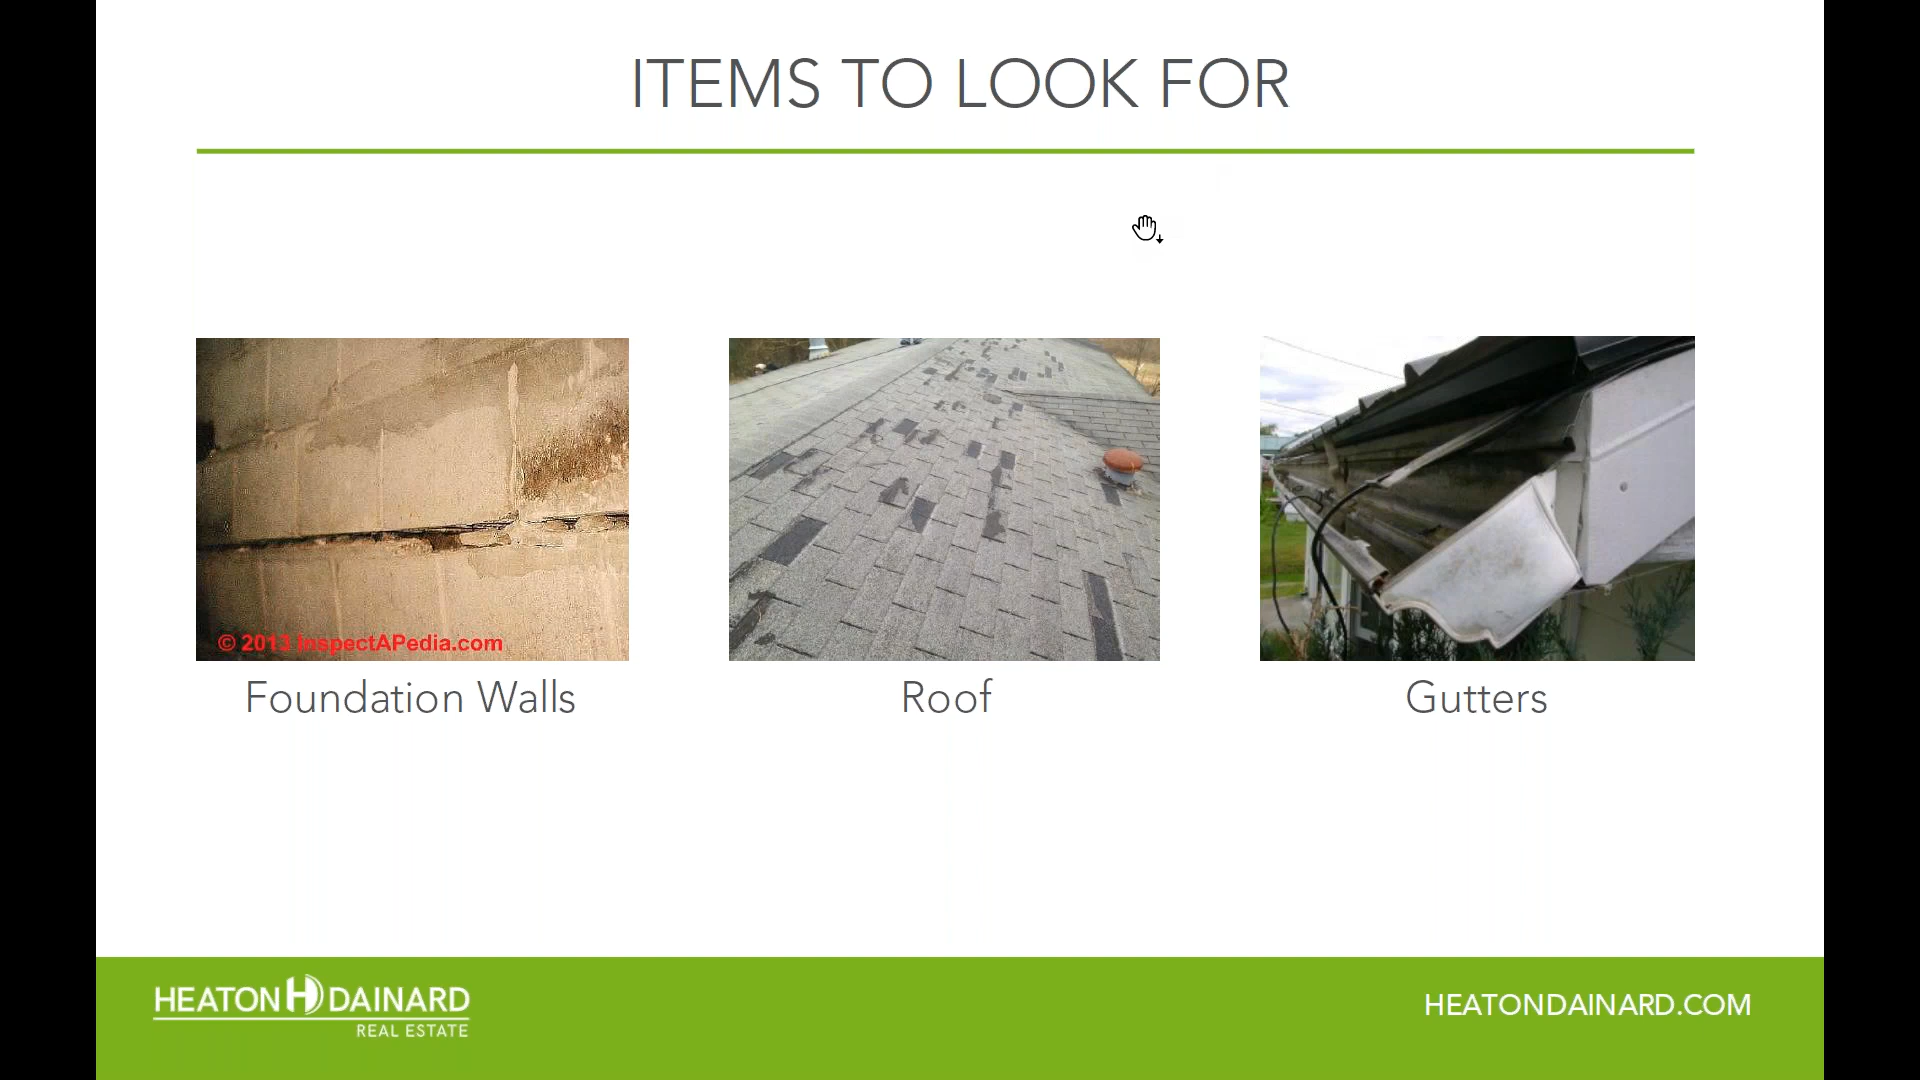 ITEMS TO LOOK FOR
© 2013 InspectAPedia.com
Foundation Walls
Roof
Gutters
HEATON H DAINARD
REAL ESTATE
HEATONDAINARD.COM